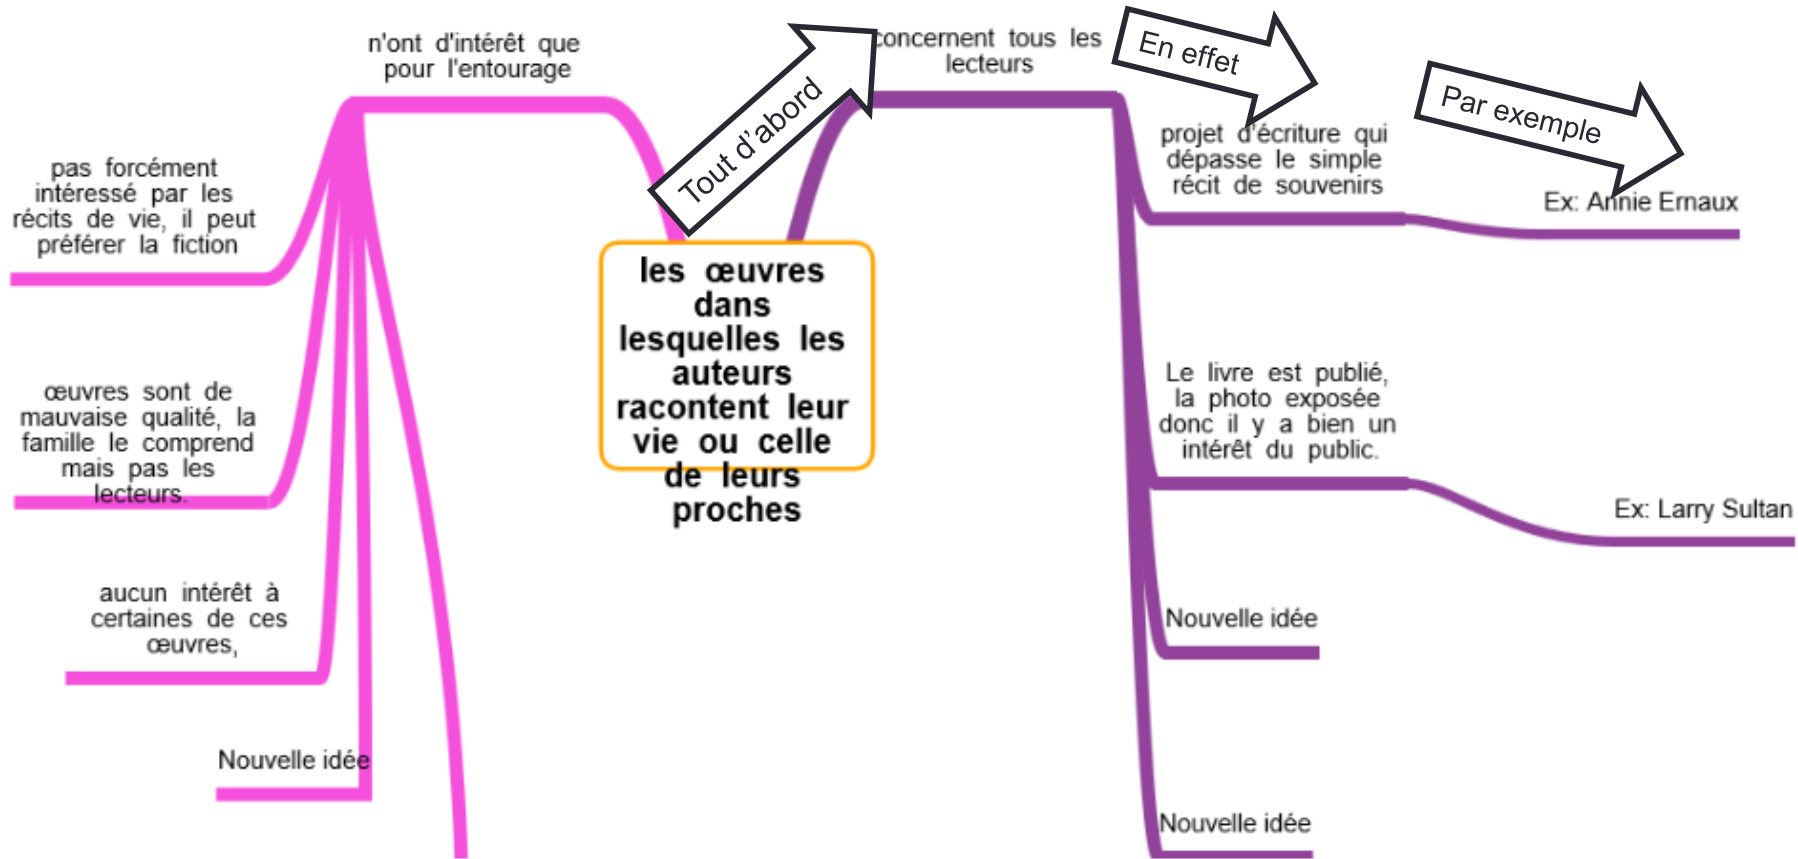 n'ont d'intérêt que
pour l'entourage
pas forcément
intéressé par les
récits de vie, il peut
préférer la fiction
œuvres sont de
mauvaise qualité, la
famille le comprend
mais pas les
lecteurs.
aucun intérêt à
certaines de ces
œuvres,
Nouvelle idée
les œuvres
dans
lesquelles les
auteurs
racontent leur
vie ou celle
de leurs
proches
Tout d'abord
concernent tous les
lecteurs
En effet
projet d'écriture qui
dépasse le simple
récit de souvenirs
Par exemple
Ex: Annie Ernaux
Le livre est publié,
la photo exposée
donc il y a bien un
intérêt du public.
Ex: Larry Sultan
Nouvelle idée
Nouvelle idée